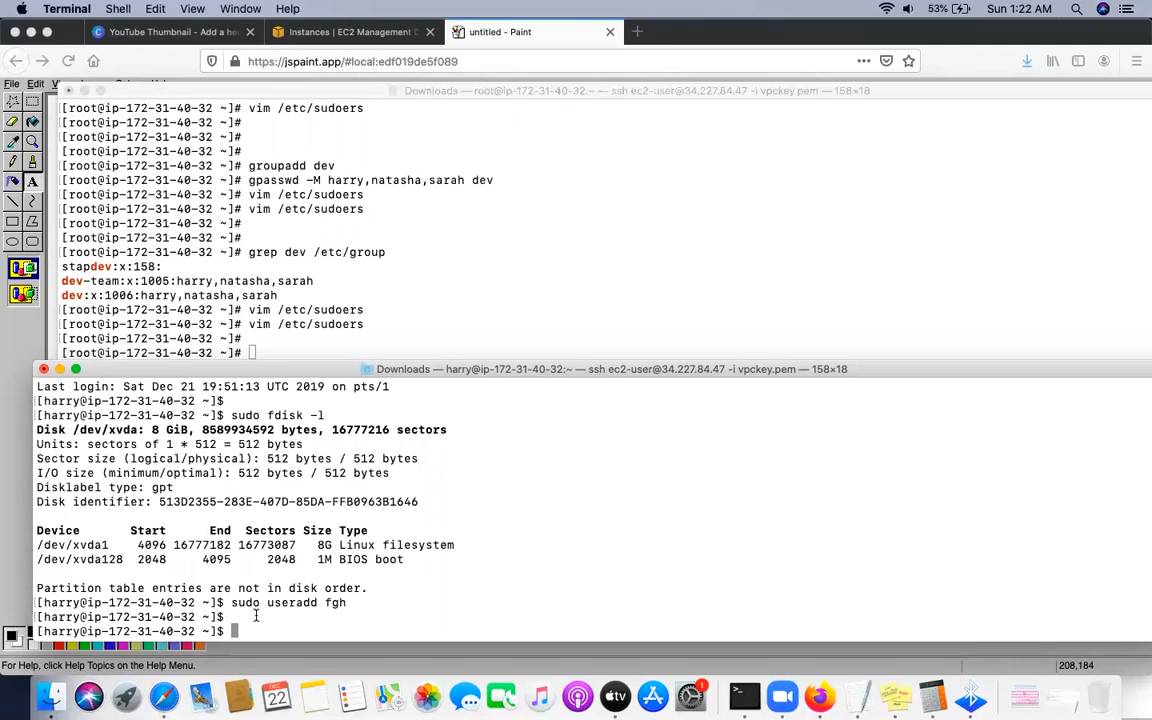 Terminal Shell Edit View Window Help 53% Sun 1:22 AM
YouTube Thumbnail - Add a he × Instances | EC2 Management C × untitled - Paint × +
https://jspaint.app/#local:edf019de5f089
File Edit
Downloads — root@ip-172-31-40-32:~ — ssh ec2-user@34.227.84.47 -i vpckey.pem — 158×18
[root@ip-172-31-40-32 ~]# vim /etc/sudoers
[root@ip-172-31-40-32 ~]#
[root@ip-172-31-40-32 ~]#
[root@ip-172-31-40-32 ~]#
[root@ip-172-31-40-32 ~]# groupadd dev
[root@ip-172-31-40-32 ~]# gpasswd -M harry,natasha,sarah dev
[root@ip-172-31-40-32 ~]# vim /etc/sudoers
[root@ip-172-31-40-32 ~]# vim /etc/sudoers
[root@ip-172-31-40-32 ~]#
[root@ip-172-31-40-32 ~]#
[root@ip-172-31-40-32 ~]# grep dev /etc/group
stapdev:x:158:
dev-team:x:1005:harry,natasha,sarah
dev:x:1006:harry,natasha,sarah
[root@ip-172-31-40-32 ~]# vim /etc/sudoers
[root@ip-172-31-40-32 ~]# vim /etc/sudoers
[root@ip-172-31-40-32 ~]#
[root@ip-172-31-40-32 ~]#
Downloads — harry@ip-172-31-40-32:~ — ssh ec2-user@34.227.84.47 -i vpckey.pem — 158×18
Last login: Sat Dec 21 19:51:13 UTC 2019 on pts/1
[harry@ip-172-31-40-32 ~]$
[harry@ip-172-31-40-32 ~]$ sudo fdisk -l
Disk /dev/xvda: 8 GiB, 8589934592 bytes, 16777216 sectors
Units: sectors of 1 * 512 = 512 bytes
Sector size (logical/physical): 512 bytes / 512 bytes
I/O size (minimum/optimal): 512 bytes / 512 bytes
Disklabel type: gpt
Disk identifier: 513D2355-283E-407D-85DA-FFB0963B1646
Device Start End Sectors Size Type
/dev/xvda1 4096 16777182 16773087 8G Linux filesystem
/dev/xvda128 2048 4095 2048 1M BIOS boot
Partition table entries are not in disk order.
[harry@ip-172-31-40-32 ~]$ sudo useradd fgh
[harry@ip-172-31-40-32 ~]$
[harry@ip-172-31-40-32 ~]$
For Help, click Help Topics on the Help Menu. 208,184
DEC
22
tv
1